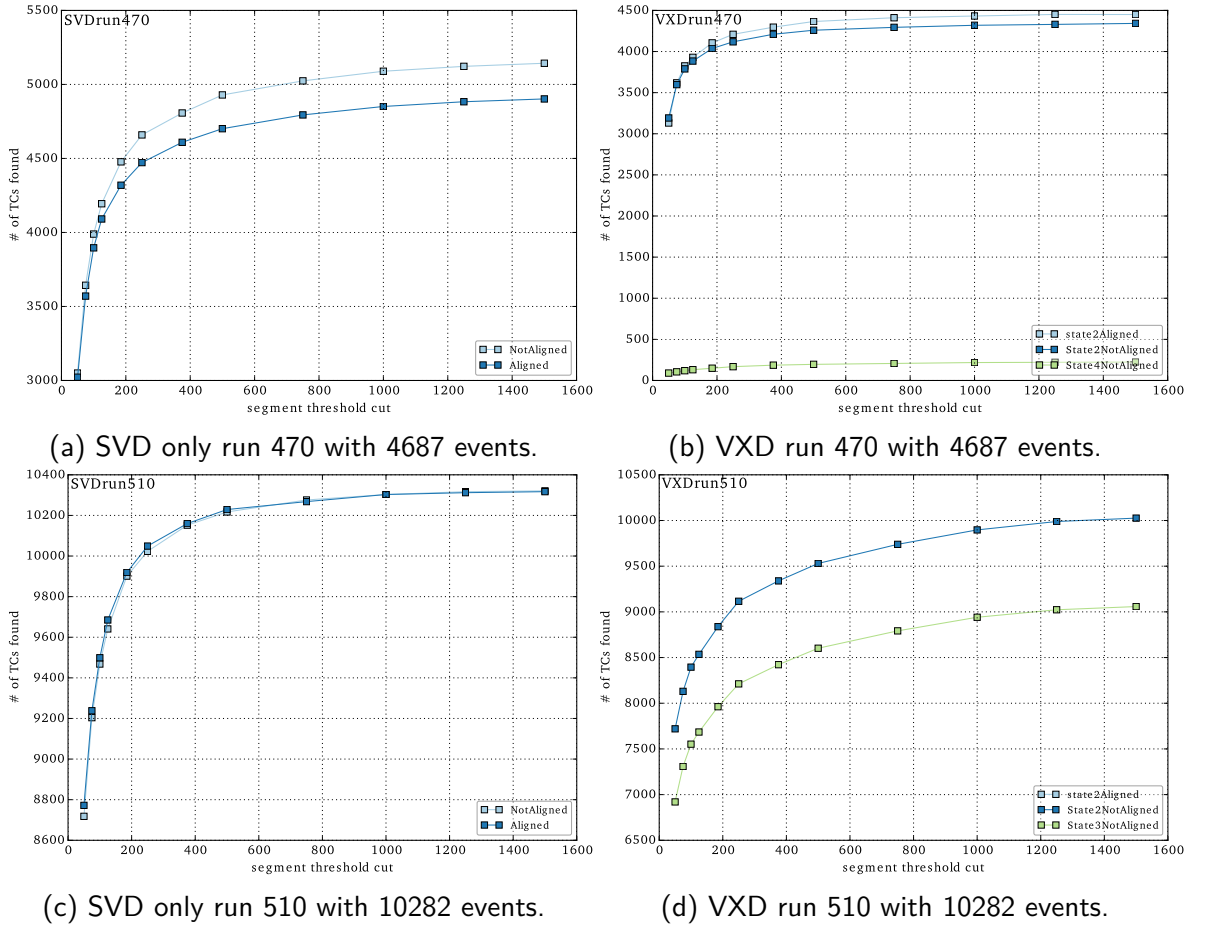 SVDrun470
5500
5000
4500
4000
3500
3000
# of TCs found
NotAligned
Aligned
0 200 400 600 800 1000 1200 1400 1600
segment threshold cut
(a) SVD only run 470 with 4687 events.
VXDrun470
4500
4000
3500
3000
2500
2000
1500
1000
500
0
# of TCs found
state2Aligned
State2NotAligned
State4NotAligned
0 200 400 600 800 1000 1200 1400 1600
segment threshold cut
(b) VXD run 470 with 4687 events.
SVDrun510
10400
10200
10000
9800
9600
9400
9200
9000
8800
8600
# of TCs found
NotAligned
Aligned
0 200 400 600 800 1000 1200 1400 1600
segment threshold cut
(c) SVD only run 510 with 10282 events.
VXDrun510
10500
10000
9500
9000
8500
8000
7500
7000
6500
# of TCs found
state2Aligned
State2NotAligned
State3NotAligned
0 200 400 600 800 1000 1200 1400 1600
segment threshold cut
(d) VXD run 510 with 10282 events.